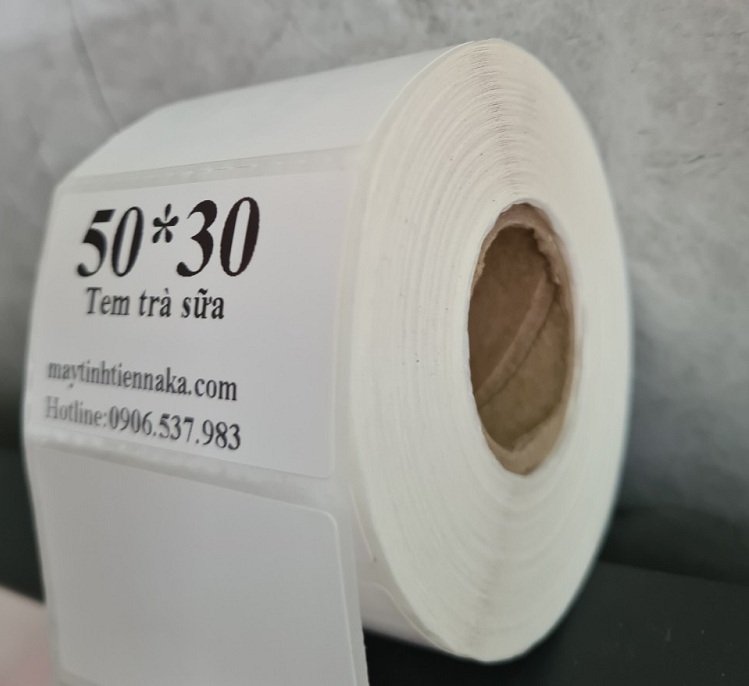 50*30
Tem trà sữa
maytinhtiennaka.com
Hotline:0906.537.983